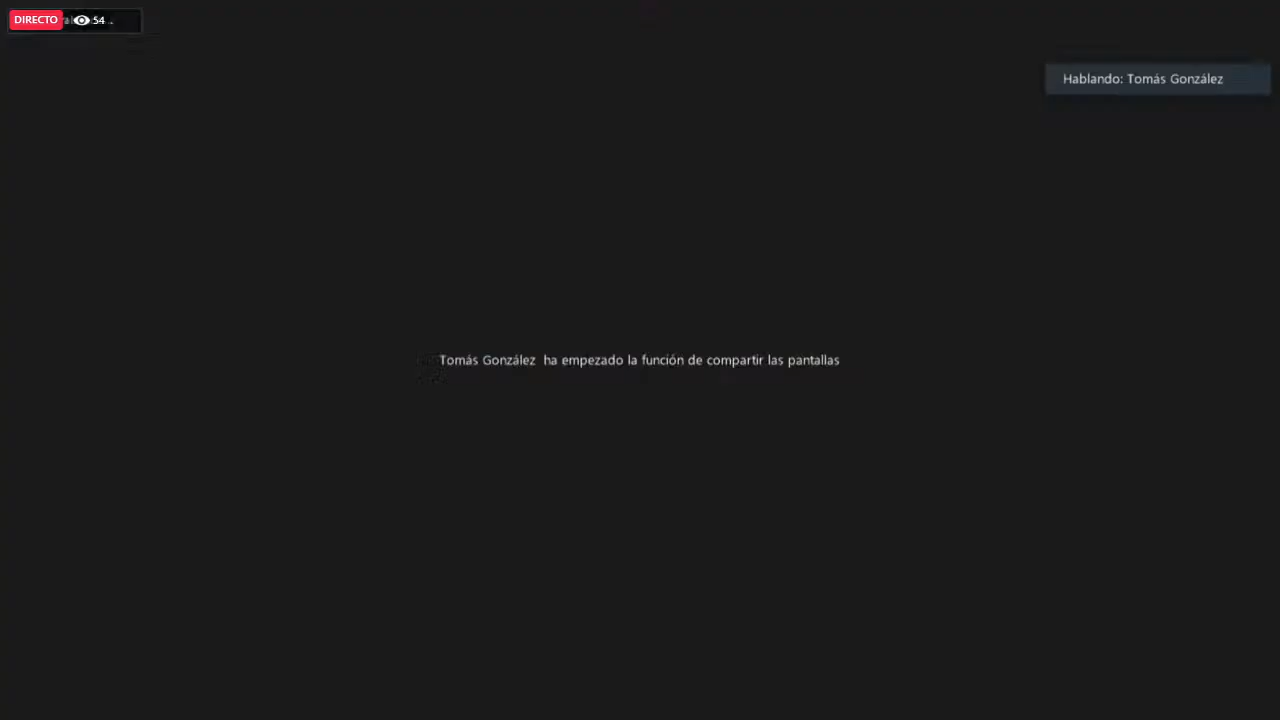 DIRECTO 54
Hablando: Tomás González
Tomás González ha empezado la función de compartir las pantallas